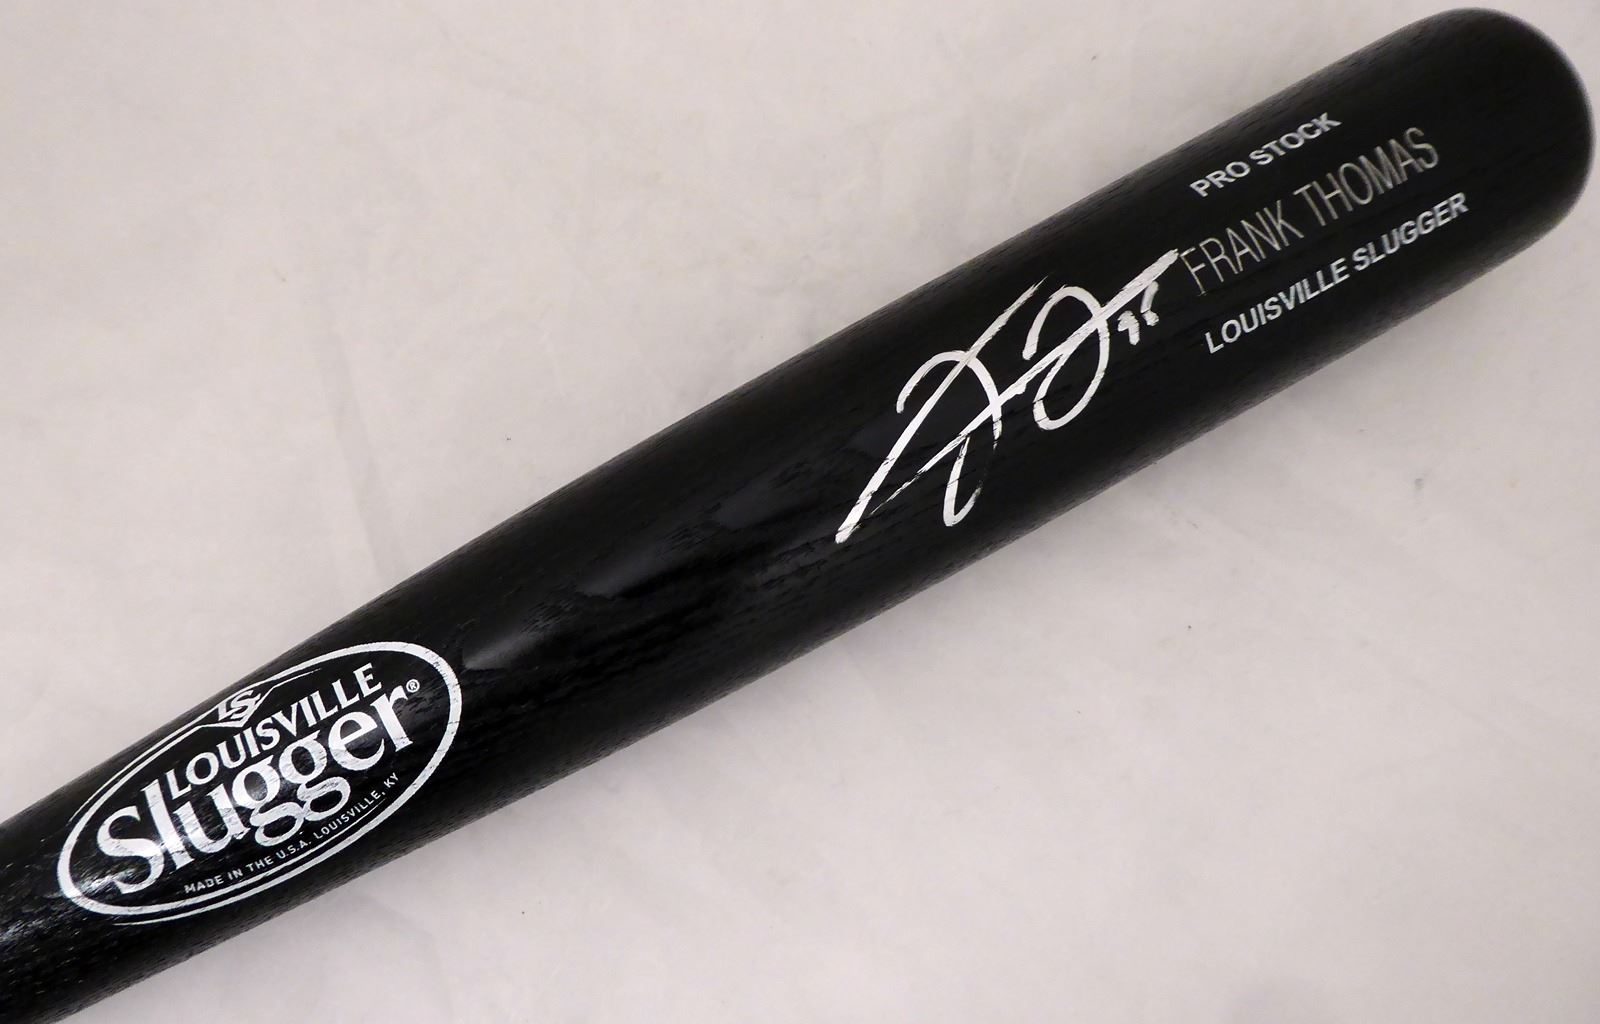 PRO STOCK
FRANK THOMAS
LOUISVILLE SLUGGER
LS
LOUISVILLE
Slugger®
MADE IN THE U.S.A. LOUISVILLE, KY